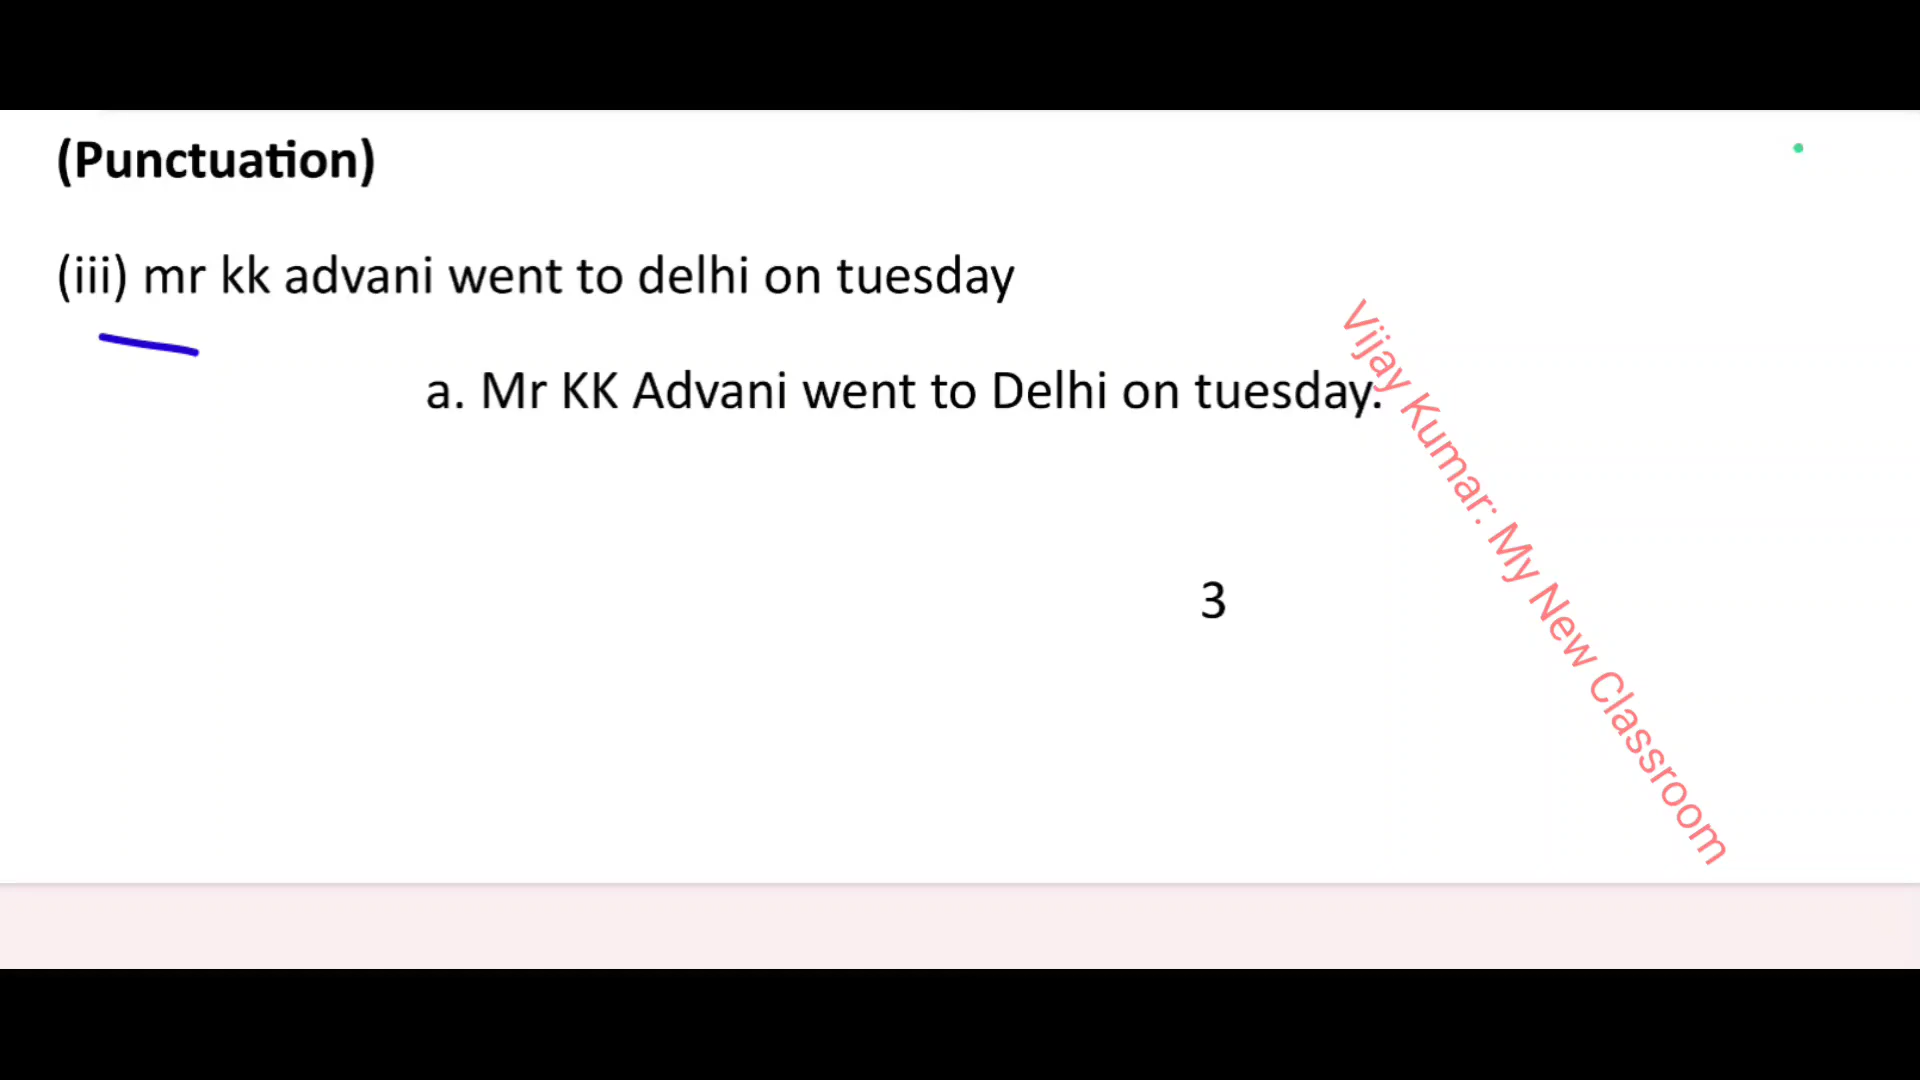 (Punctuation)
(iii) mr kk advani went to delhi on tuesday
a. Mr KK Advani went to Delhi on tuesday.
3
Vijay Kumar: My New Classroom